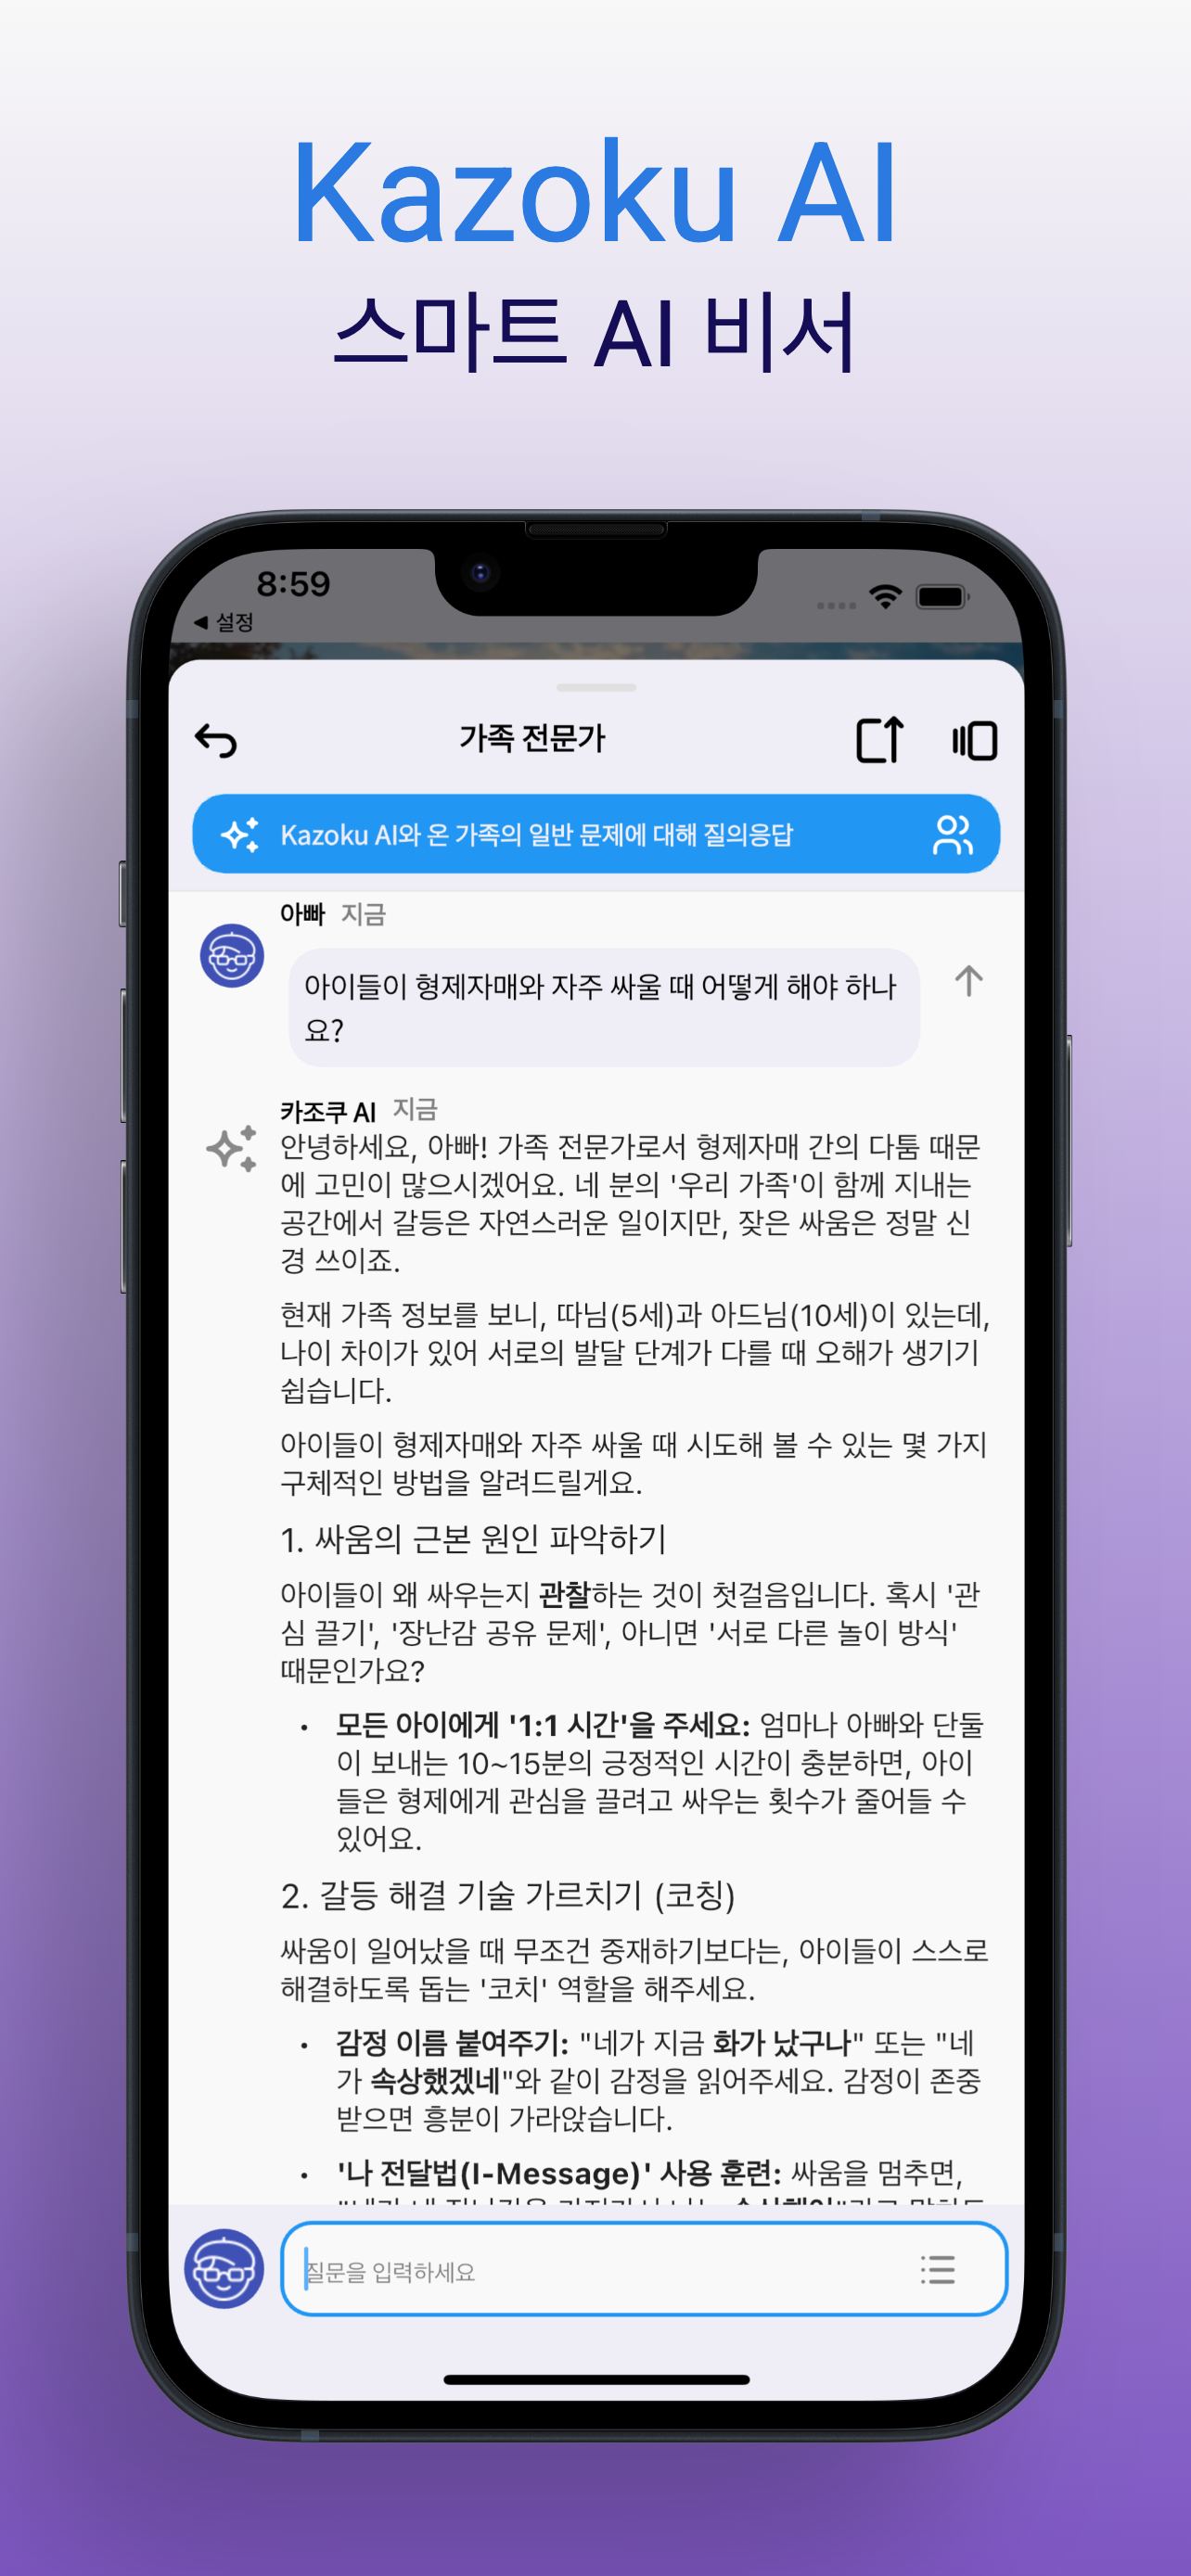 Kazoku AI
스마트 AI 비서
8:59
◀ 설정
가족 전문가
Kazoku AI와 온 가족의 일반 문제에 대해 질의응답
아빠 지금
아이들이 형제자매와 자주 싸울 때 어떻게 해야 하나
요?
카조쿠 AI 지금
안녕하세요, 아빠! 가족 전문가로서 형제자매 간의 다툼 때문
에 고민이 많으시겠어요. 네 분의 '우리 가족'이 함께 지내는
공간에서 갈등은 자연스러운 일이지만, 잦은 싸움은 정말 신
경 쓰이죠.
현재 가족 정보를 보니, 따님(5세)과 아드님(10세)이 있는데,
나이 차이가 있어 서로의 발달 단계가 다를 때 오해가 생기기
쉽습니다.
아이들이 형제자매와 자주 싸울 때 시도해 볼 수 있는 몇 가지
구체적인 방법을 알려드릴게요.
1. 싸움의 근본 원인 파악하기
아이들이 왜 싸우는지 관찰하는 것이 첫걸음입니다. 혹시 '관
심 끌기', '장난감 공유 문제', 아니면 '서로 다른 놀이 방식'
때문인가요?
• 모든 아이에게 '1:1 시간'을 주세요: 엄마나 아빠와 단둘
이 보내는 10~15분의 긍정적인 시간이 충분하면, 아이
들은 형제에게 관심을 끌려고 싸우는 횟수가 줄어들 수
있어요.
2. 갈등 해결 기술 가르치기 (코칭)
싸움이 일어났을 때 무조건 중재하기보다는, 아이들이 스스로
해결하도록 돕는 '코치' 역할을 해주세요.
• 감정 이름 붙여주기: "네가 지금 화가 났구나" 또는 "네
가 속상했겠네"와 같이 감정을 읽어주세요. 감정이 존중
받으면 흥분이 가라앉습니다.
• '나 전달법(I-Message)' 사용 훈련: 싸움을 멈추면,
질문을 입력하세요